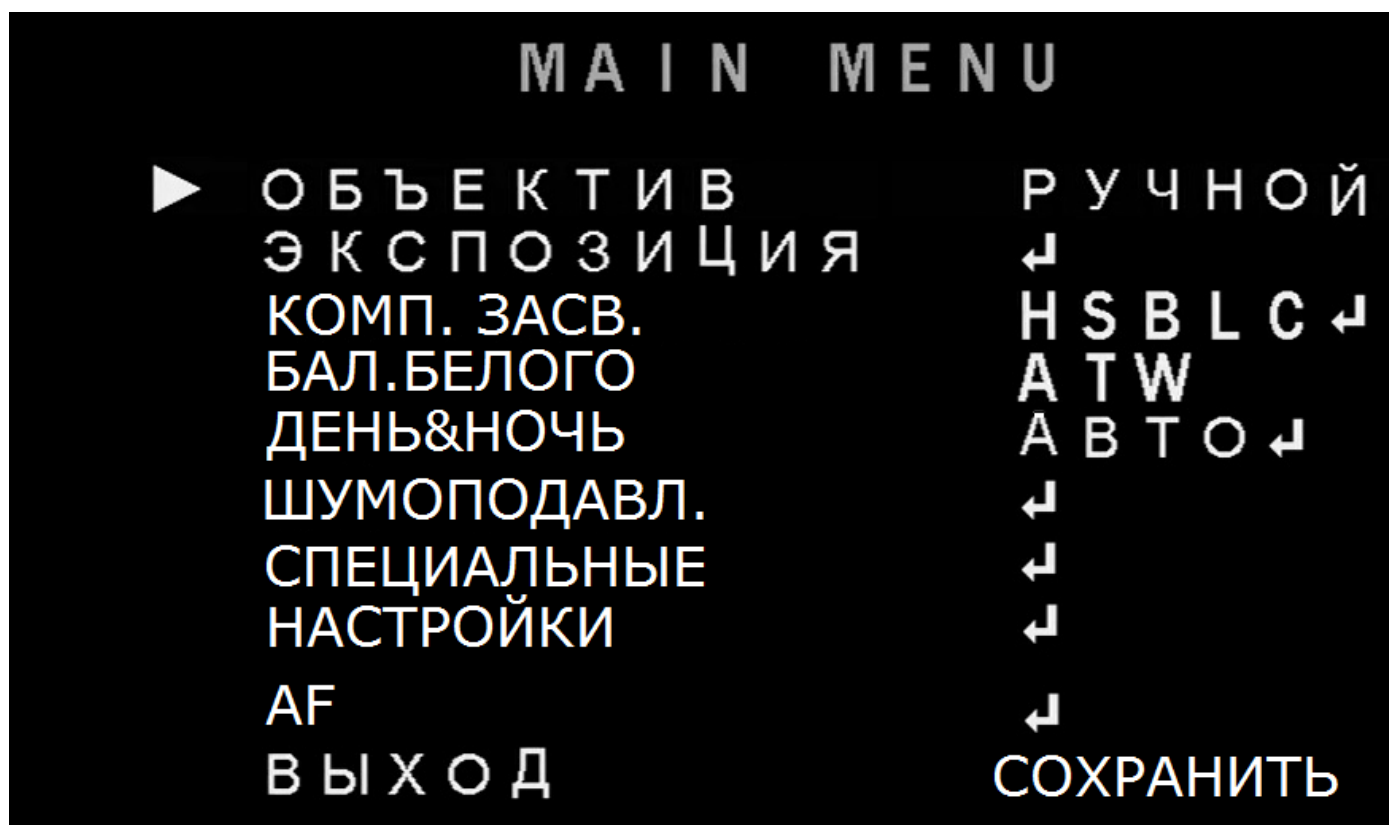 MAIN MENU
► ОБЪЕКТИВ РУЧНОЙ
ЭКСПОЗИЦИЯ ↲
КОМП. ЗАСВ. HSBLC ↲
БАЛ.БЕЛОГО ATW
ДЕНЬ&НОЧЬ АВТО ↲
ШУМОПОДАВЛ. ↲
СПЕЦИАЛЬНЫЕ ↲
НАСТРОЙКИ ↲
AF ↲
ВЫХОД СОХРАНИТЬ